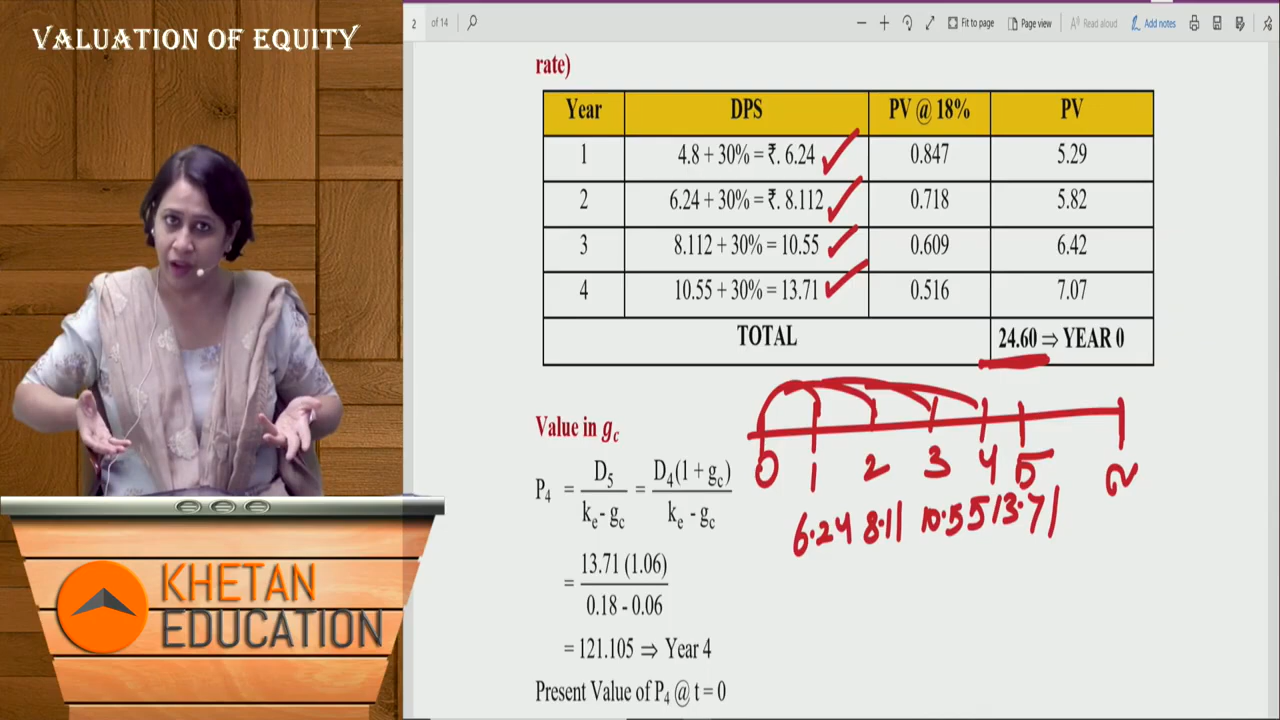 VALUATION OF EQUITY
2 of 14
Fit to page
Page view
Read aloud
Add notes
rate)
Year DPS PV @ 18% PV
1 4.8 + 30% = ₹. 6.24 0.847 5.29
2 6.24 + 30% = ₹. 8.112 0.718 5.82
3 8.112 + 30% = 10.55 0.609 6.42
4 10.55 + 30% = 13.71 0.516 7.07
TOTAL 24.60 ⇒ YEAR 0
0 1 2 3 4 5
6.24 8.11 10.55 13.71
Value in g_c
P₄ = D₅ / (k_e - g_c) = D₄(1 + g_c) / (k_e - g_c)
= 13.71 (1.06) / (0.18 - 0.06)
= 121.105 ⇒ Year 4
Present Value of P₄ @ t = 0
KHETAN
EDUCATION